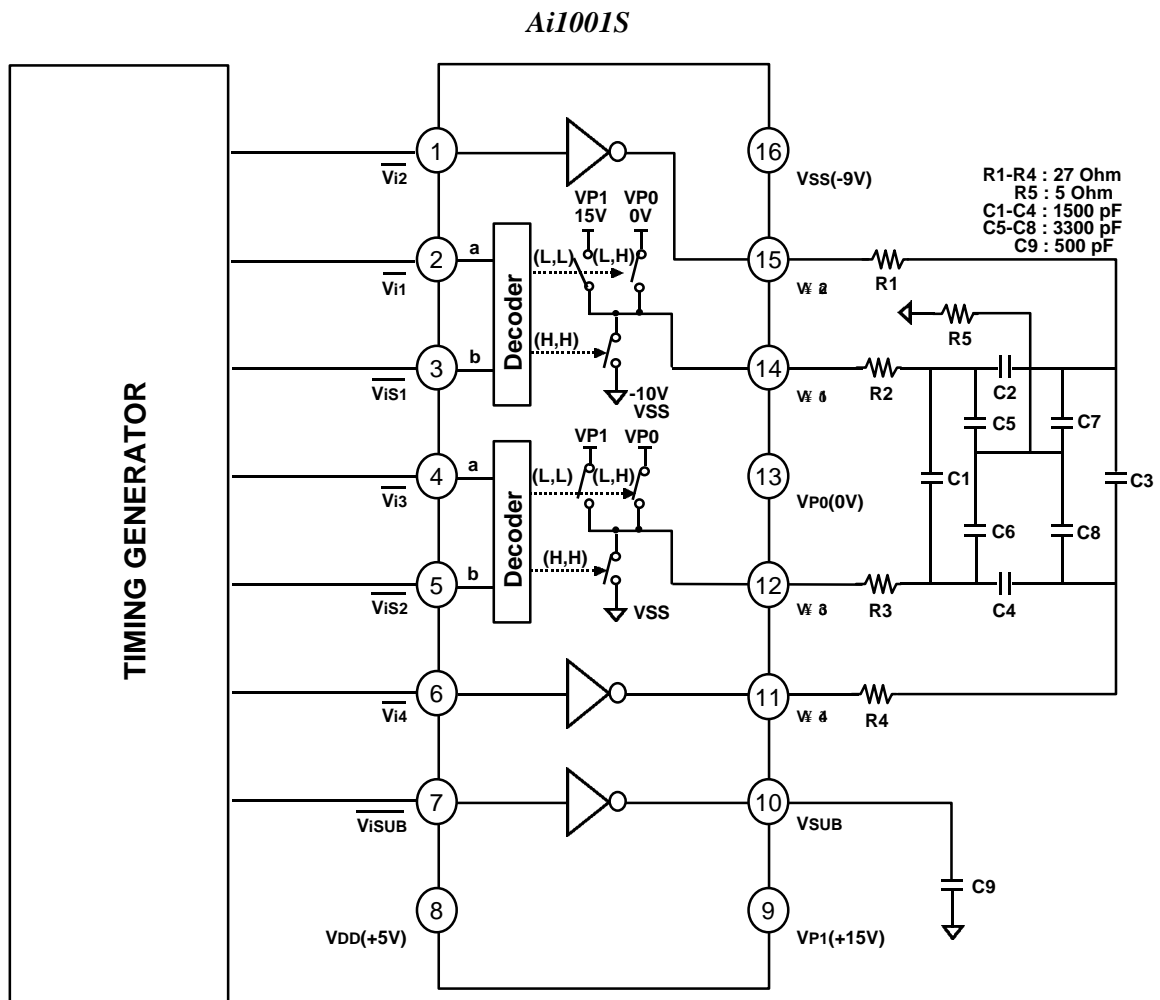 Ai1001S
TIMING GENERATOR
1
Vi2
2
Vi1
3
ViS1
4
Vi3
5
ViS2
6
Vi4
7
ViSUB
8
VDD(+5V)
a
b
Decoder
(L,L)
(L,H)
(H,H)
VP1
15V
VP0
0V
-10V
VSS
a
b
Decoder
(L,L)
(L,H)
(H,H)
VP1
VP0
VSS
16
VSS(-9V)
15
14
13
VP0(0V)
12
11
10
VSUB
9
VP1(+15V)
R1-R4 : 27 Ohm
R5 : 5 Ohm
C1-C4 : 1500 pF
C5-C8 : 3300 pF
C9 : 500 pF
R1
R5
R2
C2
C5
C7
C1
C3
C6
C8
R3
C4
R4
C9